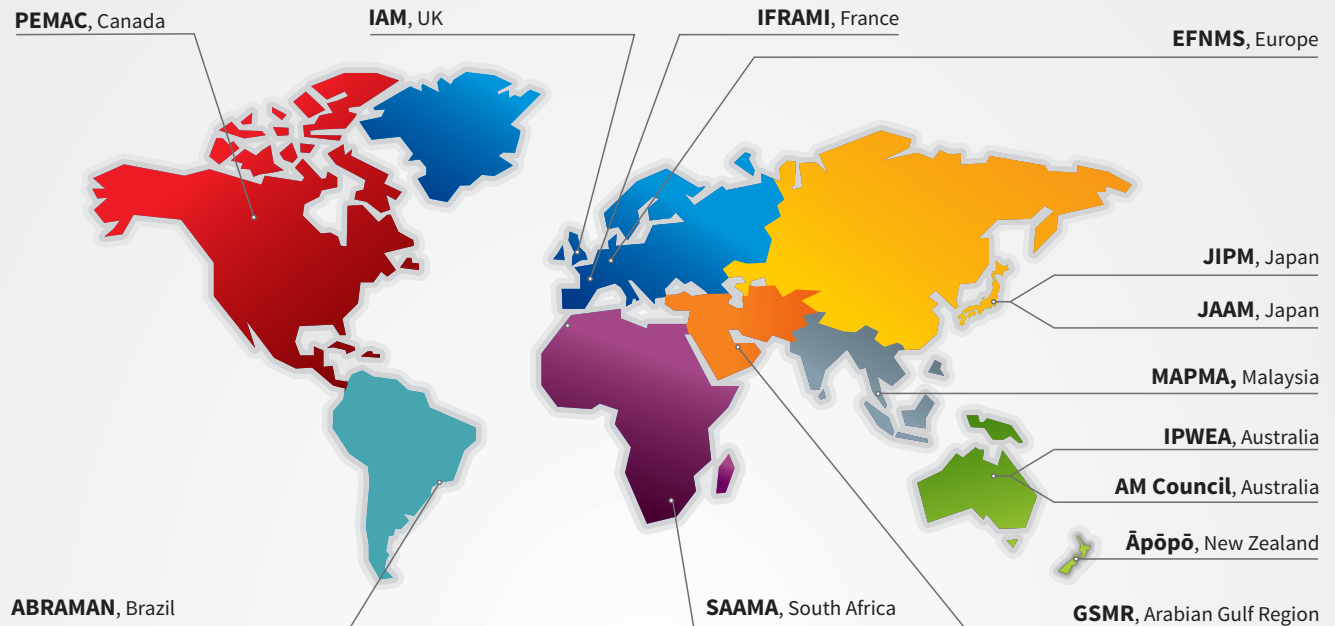 PEMAC, Canada
IAM, UK
IFRAMI, France
EFNMS, Europe
JIPM, Japan
JAAM, Japan
MAPMA, Malaysia
IPWEA, Australia
AM Council, Australia
Āpōpō, New Zealand
ABRAMAN, Brazil
SAAMA, South Africa
GSMR, Arabian Gulf Region